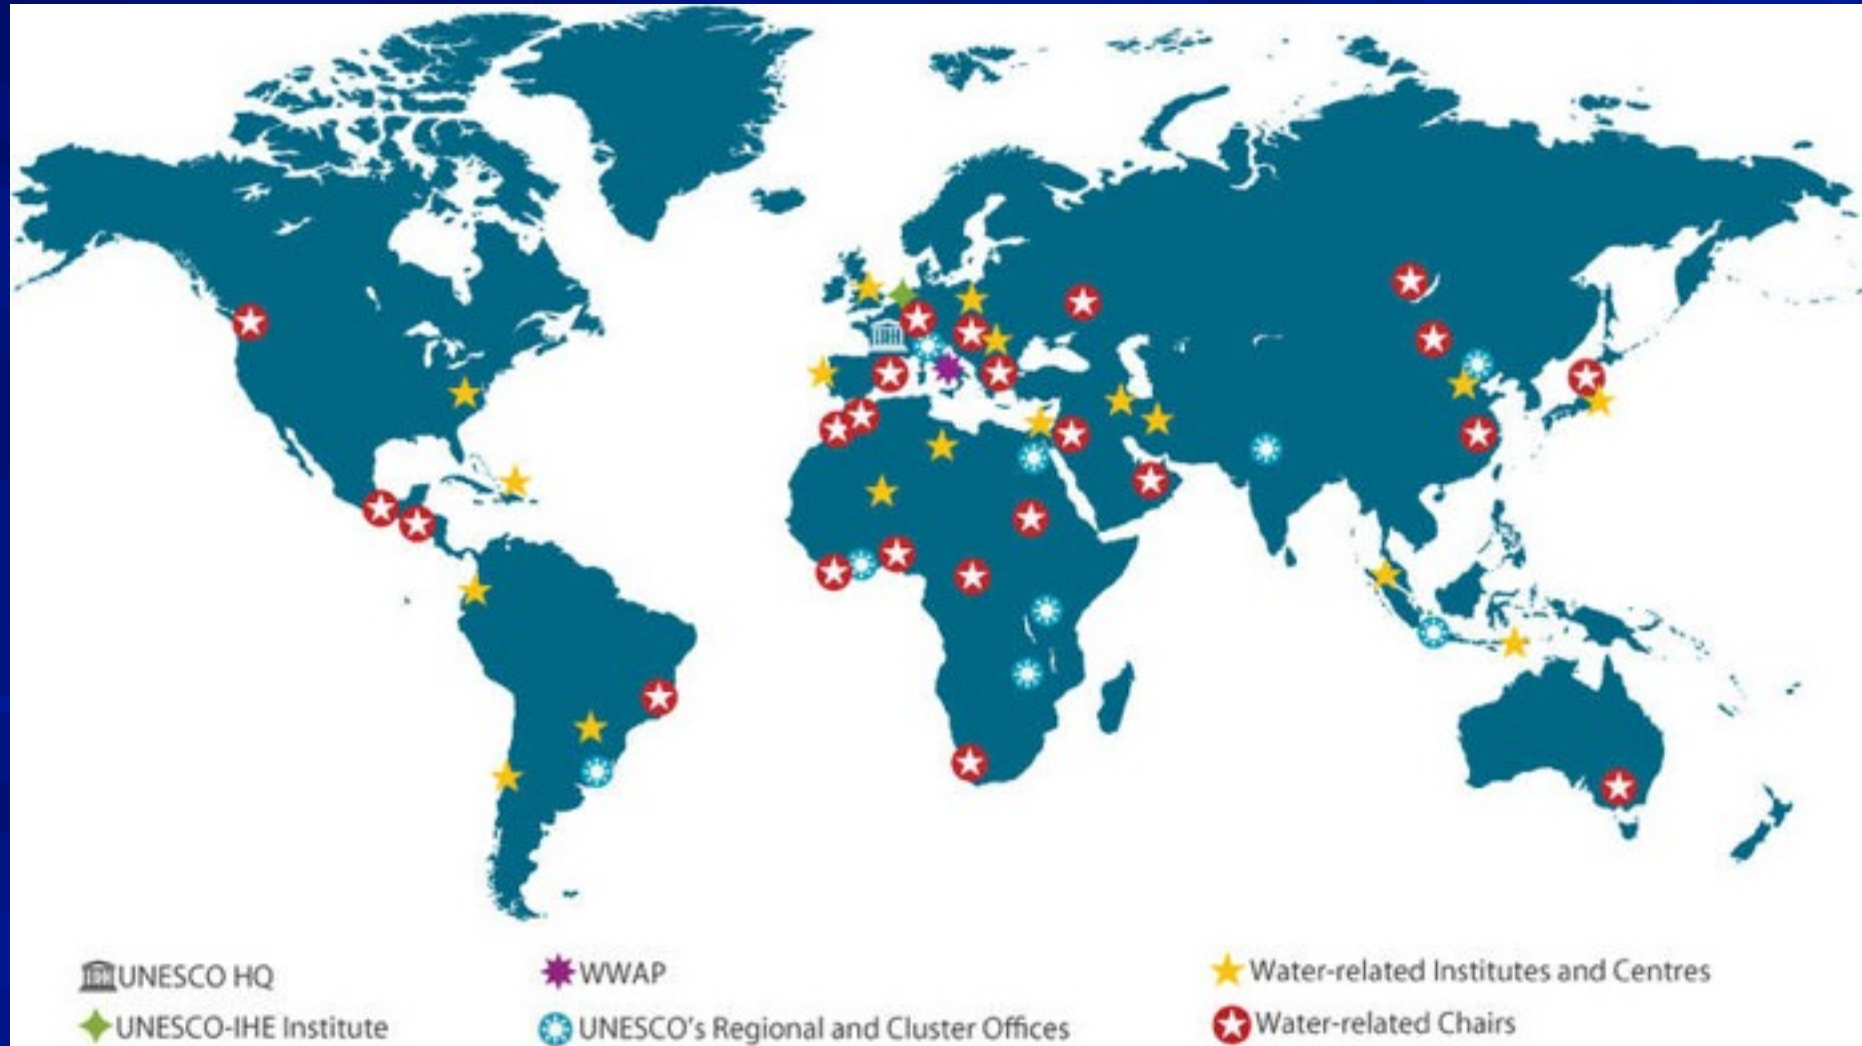 UNESCO HQ
WWAP
Water-related Institutes and Centres
UNESCO-IHE Institute
UNESCO's Regional and Cluster Offices
Water-related Chairs